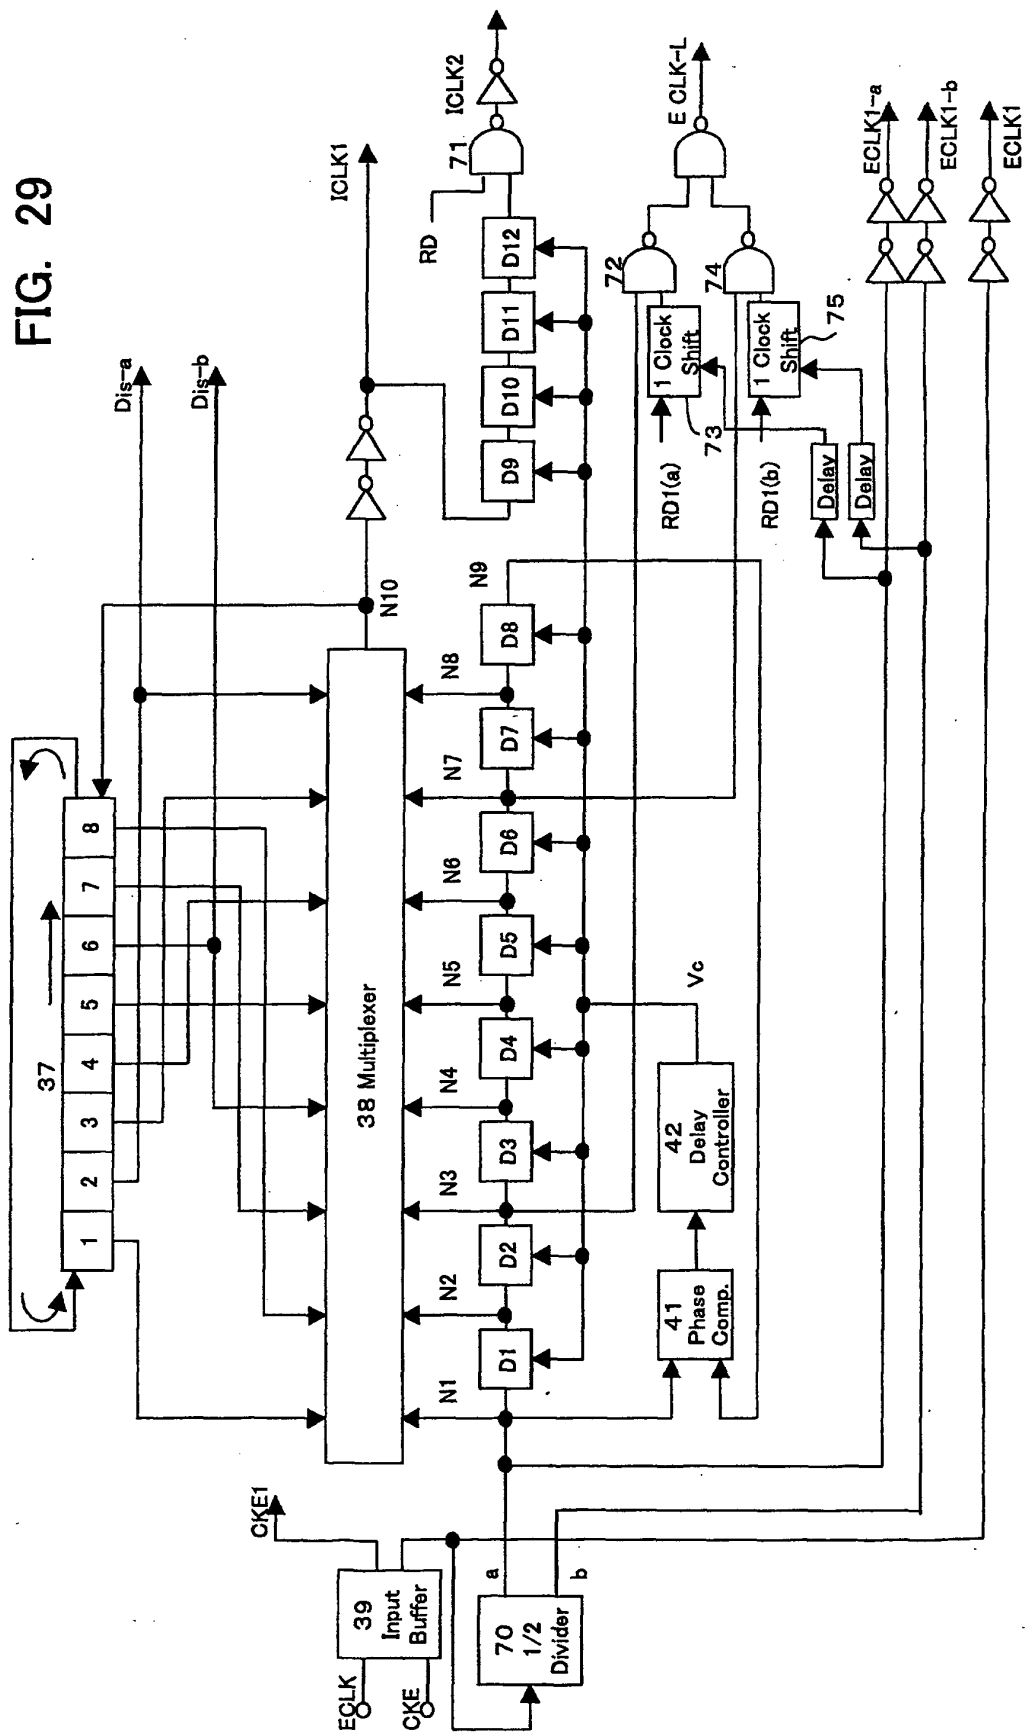 FIG. 29
37
1
2
3
4
5
6
7
8
Dis-a
Dis-b
38 Multiplexer
N10
ICLK1
N1
N2
N3
N4
N5
N6
N7
N8
N9
D1
D2
D3
D4
D5
D6
D7
D8
D9
D10
D11
D12
RD
71
ICLK2
CKE1
39
Input
Buffer
ECLK
CKE
70
1/2
Divider
a
b
41
Phase
Comp.
42
Delay
Controller
Vc
RD1(a)
1 Clock
Shift
73
72
RD1(b)
1 Clock
Shift
75
74
E CLK-L
Delay
Delay
ECLK1-a
ECLK1-b
ECLK1